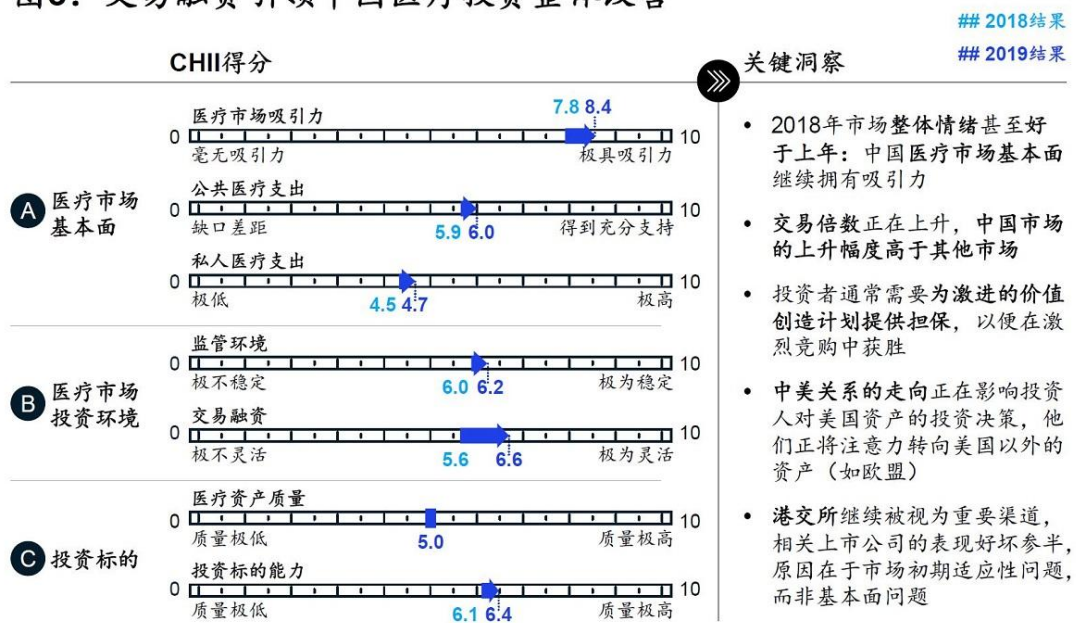 ## 2018结果
## 2019结果
CHII得分
关键洞察
A 医疗市场
基本面
医疗市场吸引力
7.8 8.4
0 10
毫无吸引力 极具吸引力
公共医疗支出
0 10
缺口差距 得到充分支持
5.9 6.0
私人医疗支出
0 10
极低 极高
4.5 4.7
B 医疗市场
投资环境
监管环境
0 10
极不稳定 极为稳定
6.0 6.2
交易融资
0 10
极不灵活 极为灵活
5.6 6.6
C 投资标的
医疗资产质量
0 10
质量极低 质量极高
5.0
投资标的能力
0 10
质量极低 质量极高
6.1 6.4
• 2018年市场整体情绪甚至好
于上年：中国医疗市场基本面
继续拥有吸引力
• 交易倍数正在上升，中国市场
的上升幅度高于其他市场
• 投资者通常需要为激进的价值
创造计划提供担保，以便在激
烈竞购中获胜
• 中美关系的走向正在影响投资
人对美国资产的投资决策，他
们正将注意力转向美国以外的
资产（如欧盟）
• 港交所继续被视为重要渠道，
相关上市公司的表现好坏参半，
原因在于市场初期适应性问题，
而非基本面问题